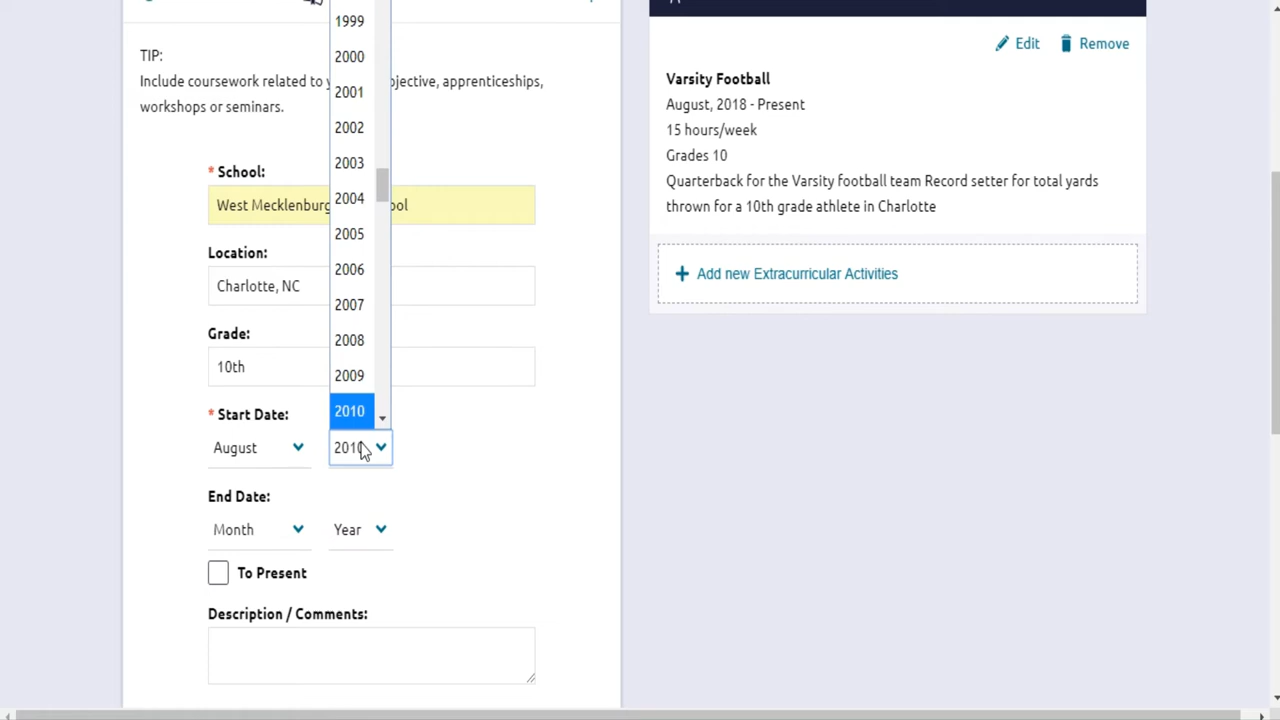 TIP:
Include coursework related to y jective, apprenticeships,
workshops or seminars.
* School:
West Mecklenburg ol
Location:
Charlotte, NC
Grade:
10th
* Start Date:
August 2010
End Date:
Month Year
To Present
Description / Comments:
1999
2000
2001
2002
2003
2004
2005
2006
2007
2008
2009
2010
Edit Remove
Varsity Football
August, 2018 - Present
15 hours/week
Grades 10
Quarterback for the Varsity football team Record setter for total yards
thrown for a 10th grade athlete in Charlotte
+ Add new Extracurricular Activities